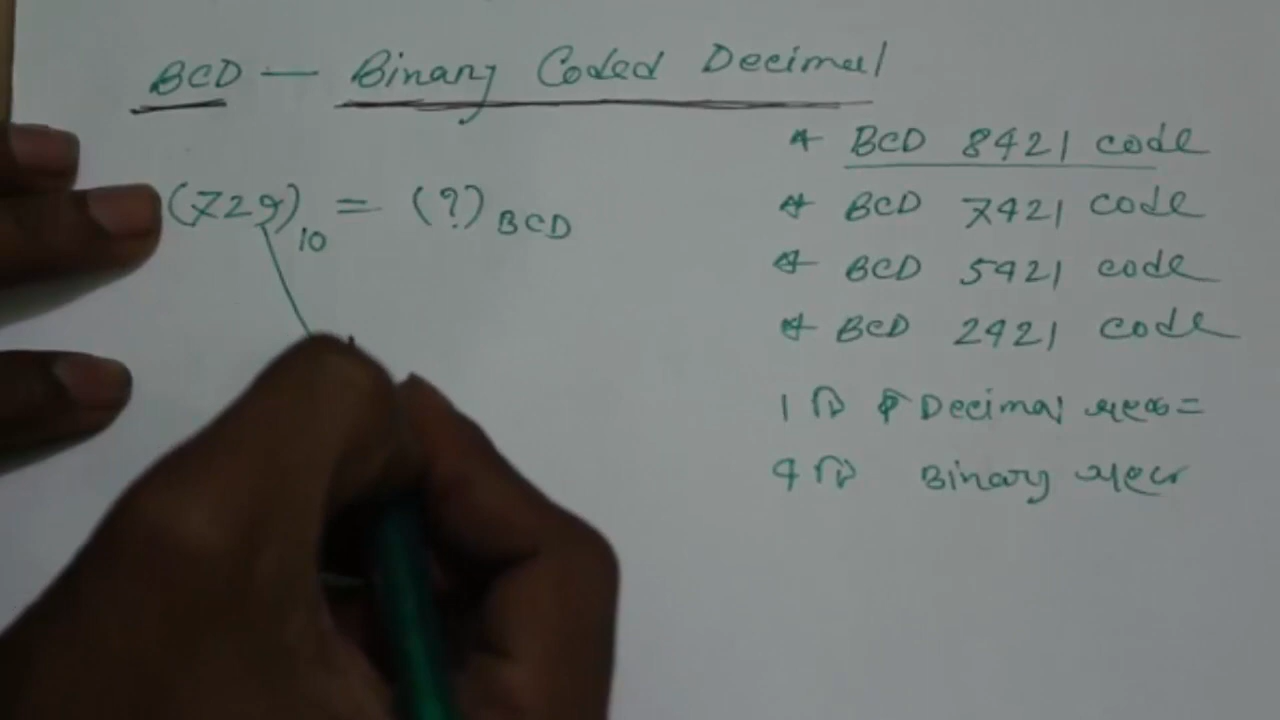 BCD — Binary Coded Decimal
* BCD 8421 code
(729)10 = (?)BCD
* BCD 7421 code
* BCD 5421 code
* BCD 2421 code
1 টি Decimal =
4 টি Binary